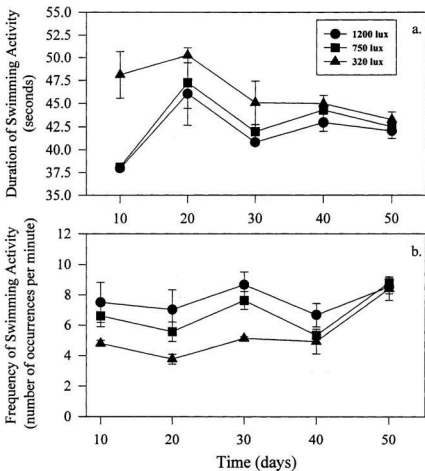 a.
1200 lux
750 lux
320 lux
Duration of Swimming Activity
(seconds)
50.0
55.0
47.5
45.0
42.5
40.0
37.5
35.0
10 20 30 40 50
b.
Frequency of Swimming Activity
(number of occurrences per minute)
12
10
8
6
4
2
0
10 20 30 40 50
Time (days)